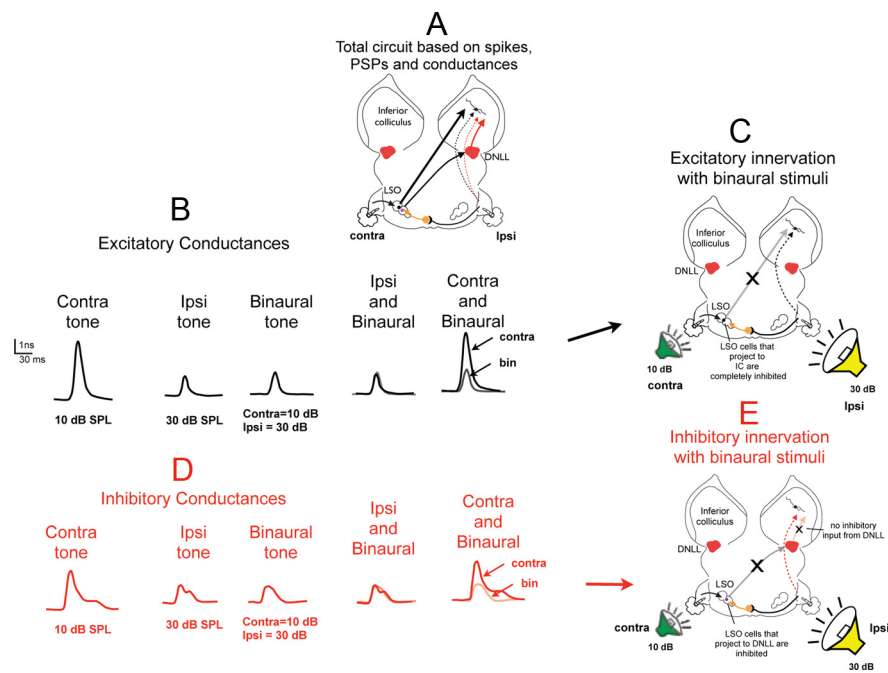 A
Total circuit based on spikes,
PSPs and conductances
Inferior
colliculus
DNLL
LSO
contra
Ipsi
B
Excitatory Conductances
Contra
tone
Ipsi
tone
Binaural
tone
Ipsi
and
Binaural
Contra
and
Binaural
contra
bin
1ns
30 ms
10 dB SPL
30 dB SPL
Contra=10 dB
Ipsi = 30 dB
C
Excitatory innervation
with binaural stimuli
Inferior
colliculus
DNLL
X
LSO
LSO cells that
project to
IC are
completely inhibited
10 dB
contra
30 dB
Ipsi
D
Inhibitory Conductances
Contra
tone
Ipsi
tone
Binaural
tone
Ipsi
and
Binaural
Contra
and
Binaural
contra
bin
10 dB SPL
30 dB SPL
Contra=10 dB
Ipsi = 30 dB
E
Inhibitory innervation
with binaural stimuli
Inferior
colliculus
X
no inhibitory
input from DNLL
DNLL
X
LSO
contra
10 dB
LSO cells that
project to DNLL are
inhibited
Ipsi
30 dB